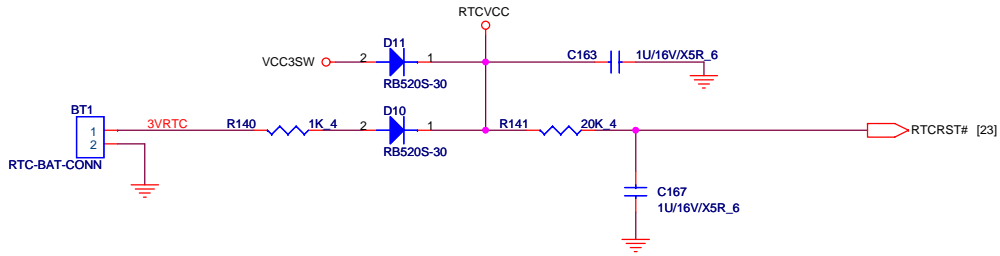 RTCVCC
D11
VCC3SW 2 1
RB520S-30
C163 1U/16V/X5R_6
BT1
1
2
RTC-BAT-CONN
3VRTC
R140 1K_4
D10
2 1
RB520S-30
R141 20K_4
RTCRST# [23]
C167
1U/16V/X5R_6